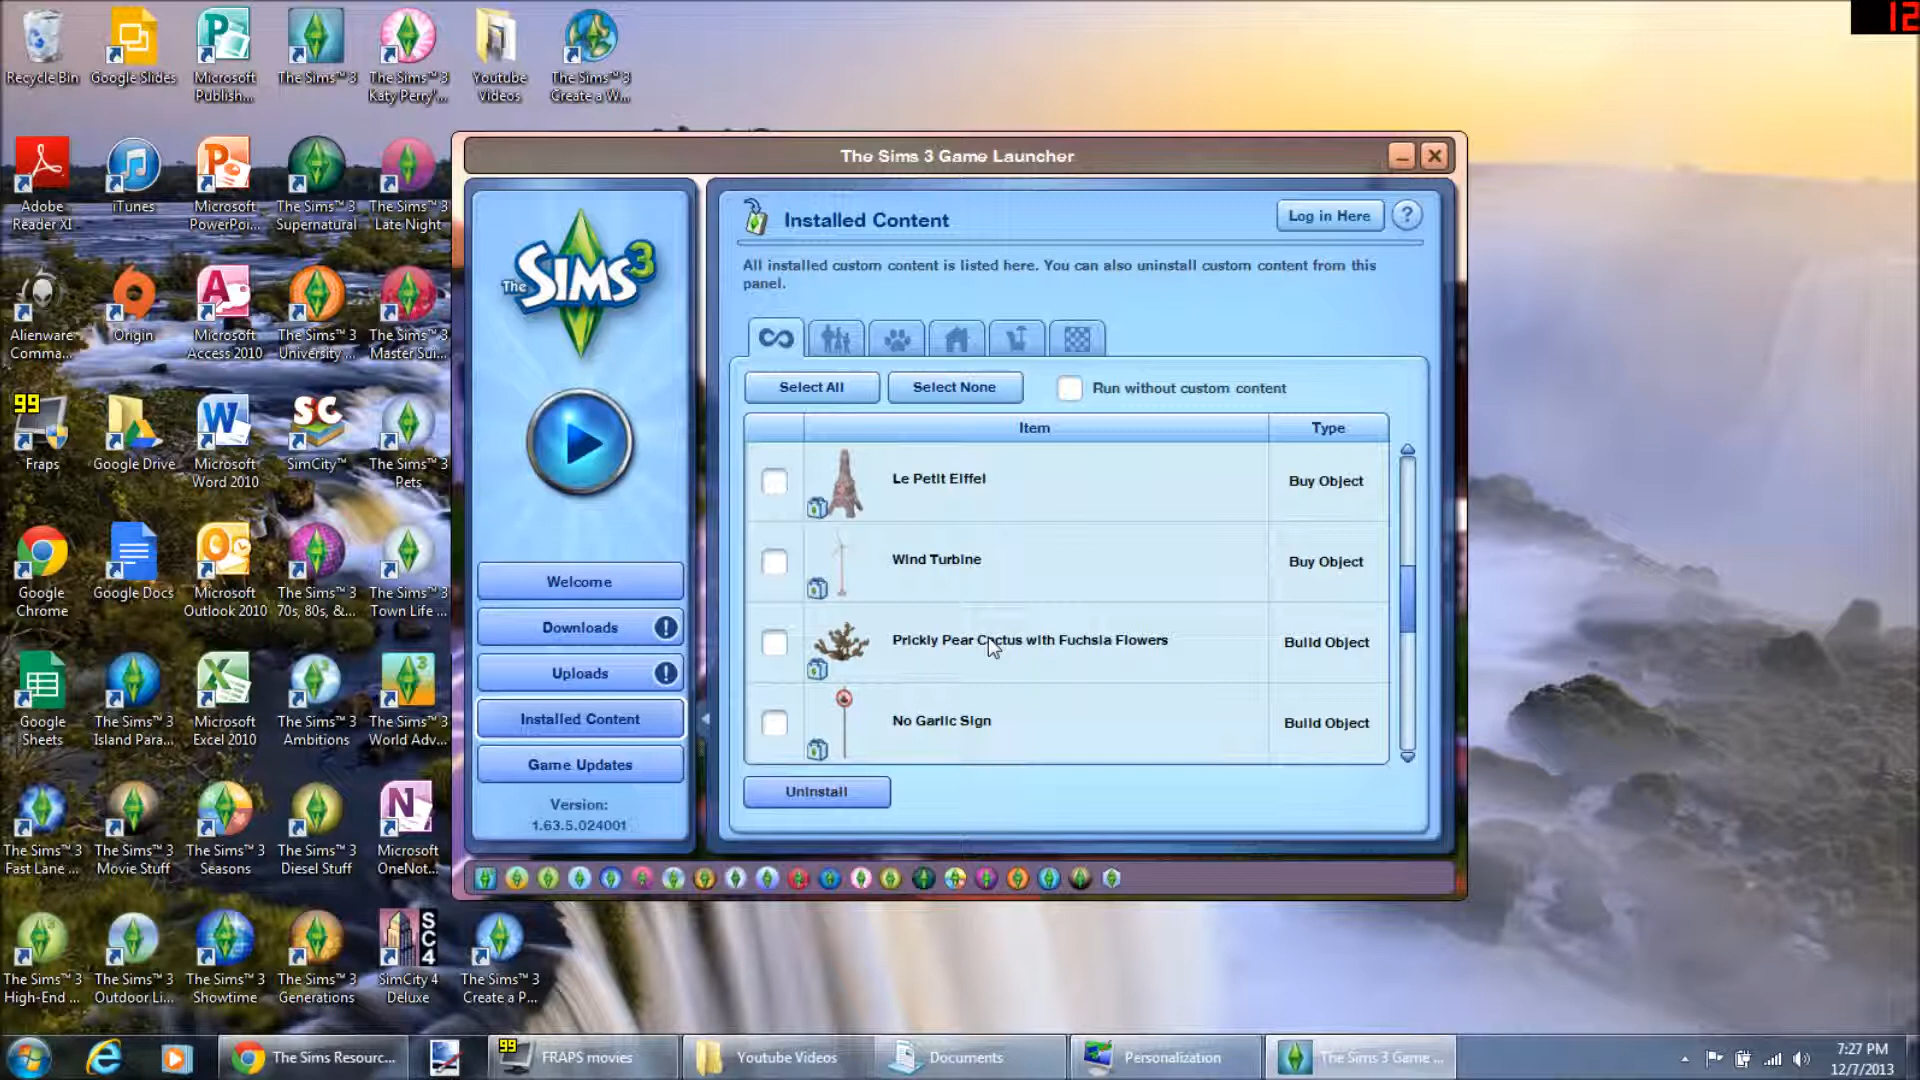 12
Recycle Bin
Google Slides
Microsoft Publish...
The Sims™ 3
The Sims™ 3 Katy Perry'...
Youtube Videos
The Sims™ 3 Create a W...
Adobe Reader XI
iTunes
Microsoft PowerPoi...
The Sims™ 3 Supernatural
The Sims™ 3 Late Night
Alienware Comma...
Origin
Microsoft Access 2010
The Sims™ 3 University ...
The Sims™ 3 Master Sui...
99
Fraps
Google Drive
Microsoft Word 2010
SC
SimCity™
The Sims™ 3 Pets
Google Chrome
Google Docs
Microsoft Outlook 2010
The Sims™ 3 70s, 80s, &...
The Sims™ 3 Town Life ...
Google Sheets
The Sims™ 3 Island Para...
Microsoft Excel 2010
The Sims™ 3 Ambitions
The Sims™ 3 World Adv...
The Sims™ 3 Fast Lane ...
The Sims™ 3 Movie Stuff
The Sims™ 3 Seasons
The Sims™ 3 Diesel Stuff
Microsoft OneNot...
The Sims™ 3 High-End ...
The Sims™ 3 Outdoor Li...
The Sims™ 3 Showtime
The Sims™ 3 Generations
SC4
SimCity 4 Deluxe
The Sims™ 3 Create a P...
The Sims 3 Game Launcher
The SIMS 3
Welcome
Downloads
Uploads
Installed Content
Game Updates
Version:
1.63.5.024001
Installed Content
Log in Here
?
All installed custom content is listed here. You can also uninstall custom content from this
panel.
Select All
Select None
Run without custom content
Item
Type
Le Petit Eiffel
Buy Object
Wind Turbine
Buy Object
Prickly Pear Cactus with Fuchsia Flowers
Build Object
No Garlic Sign
Build Object
Uninstall
The Sims Resourc...
99
FRAPS movies
Youtube Videos
Documents
Personalization
The Sims 3 Game ...
7:27 PM
12/7/2013